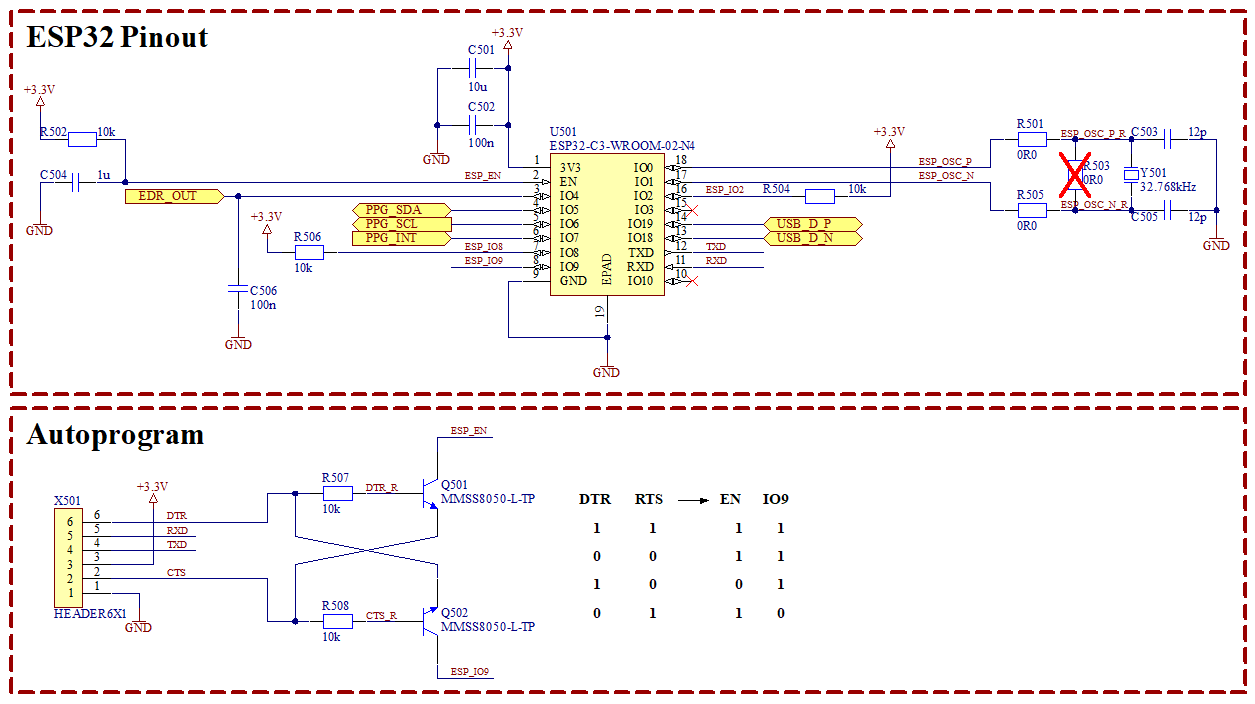 ESP32 Pinout
+3.3V
C501
10u
C502
100n
GND
+3.3V
R502 10k
C504 1u
GND
ESP_EN
EDR_OUT
PPG_SDA
PPG_SCL
PPG_INT
+3.3V
R506
10k
ESP_IO8
ESP_IO9
C506
100n
GND
U501
ESP32-C3-WROOM-02-N4
1 3V3 IO0 18
2 EN IO1 17
3 IO4 IO2 16
4 IO5 IO3 15
5 IO6 IO19 14
6 IO7 IO18 13
7 IO8 TXD 12
8 IO9 RXD 11
9 GND IO10 10
EPAD
19
GND
ESP_OSC_P
ESP_OSC_N
ESP_IO2
R504 10k
+3.3V
USB_D_P
USB_D_N
TXD
RXD
R501
0R0
ESP_OSC_P_R
C503 12p
R503
0R0
Y501
32.768kHz
R505
0R0
ESP_OSC_N_R
C505 12p
GND
Autoprogram
X501
+3.3V
6 6 DTR
5 5 RXD
4 4 TXD
3 3
2 2 CTS
1 1
HEADER6X1
GND
R507
10k
DTR_R
ESP_EN
Q501
MMSS8050-L-TP
R508
10k
CTS_R
Q502
MMSS8050-L-TP
ESP_IO9
DTR RTS EN IO9
1 1 1 1
0 0 1 1
1 0 0 1
0 1 1 0